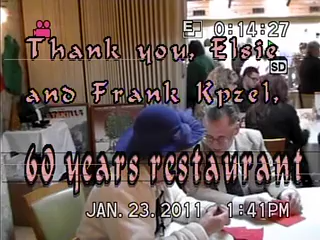 0:14:27
Thank you, Elsie
SD
and Frank Kpzel,
60 years restaurant
JAN. 23. 2011 1:41PM